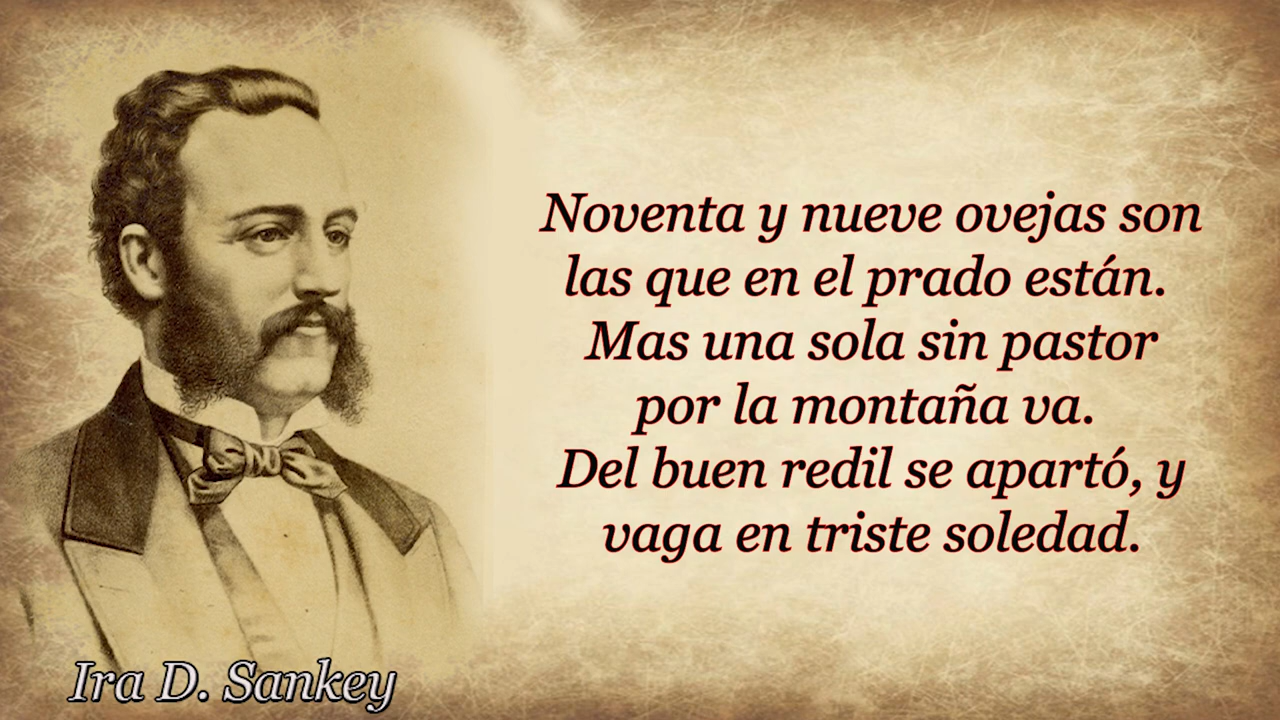 Noventa y nueve ovejas son
las que en el prado están.
Mas una sola sin pastor
por la montaña va.
Del buen redil se apartó, y
vaga en triste soledad.
Ira D. Sankey